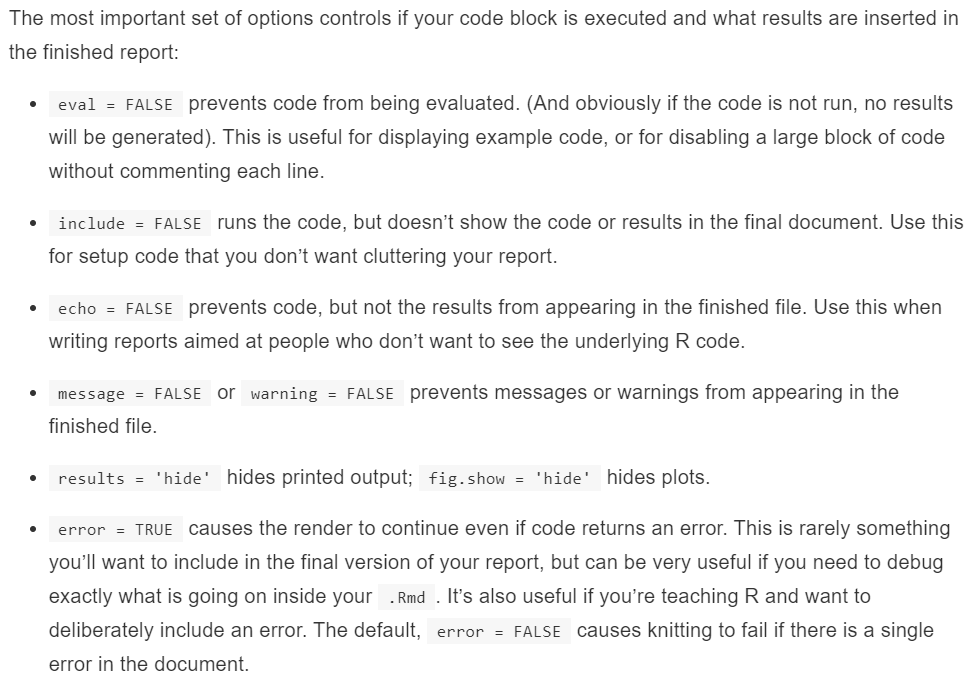 The most important set of options controls if your code block is executed and what results are inserted in
the finished report:
• eval = FALSE prevents code from being evaluated. (And obviously if the code is not run, no results
will be generated). This is useful for displaying example code, or for disabling a large block of code
without commenting each line.
• include = FALSE runs the code, but doesn’t show the code or results in the final document. Use this
for setup code that you don’t want cluttering your report.
• echo = FALSE prevents code, but not the results from appearing in the finished file. Use this when
writing reports aimed at people who don’t want to see the underlying R code.
• message = FALSE or warning = FALSE prevents messages or warnings from appearing in the
finished file.
• results = 'hide' hides printed output; fig.show = 'hide' hides plots.
• error = TRUE causes the render to continue even if code returns an error. This is rarely something
you’ll want to include in the final version of your report, but can be very useful if you need to debug
exactly what is going on inside your .Rmd . It’s also useful if you’re teaching R and want to
deliberately include an error. The default, error = FALSE causes knitting to fail if there is a single
error in the document.